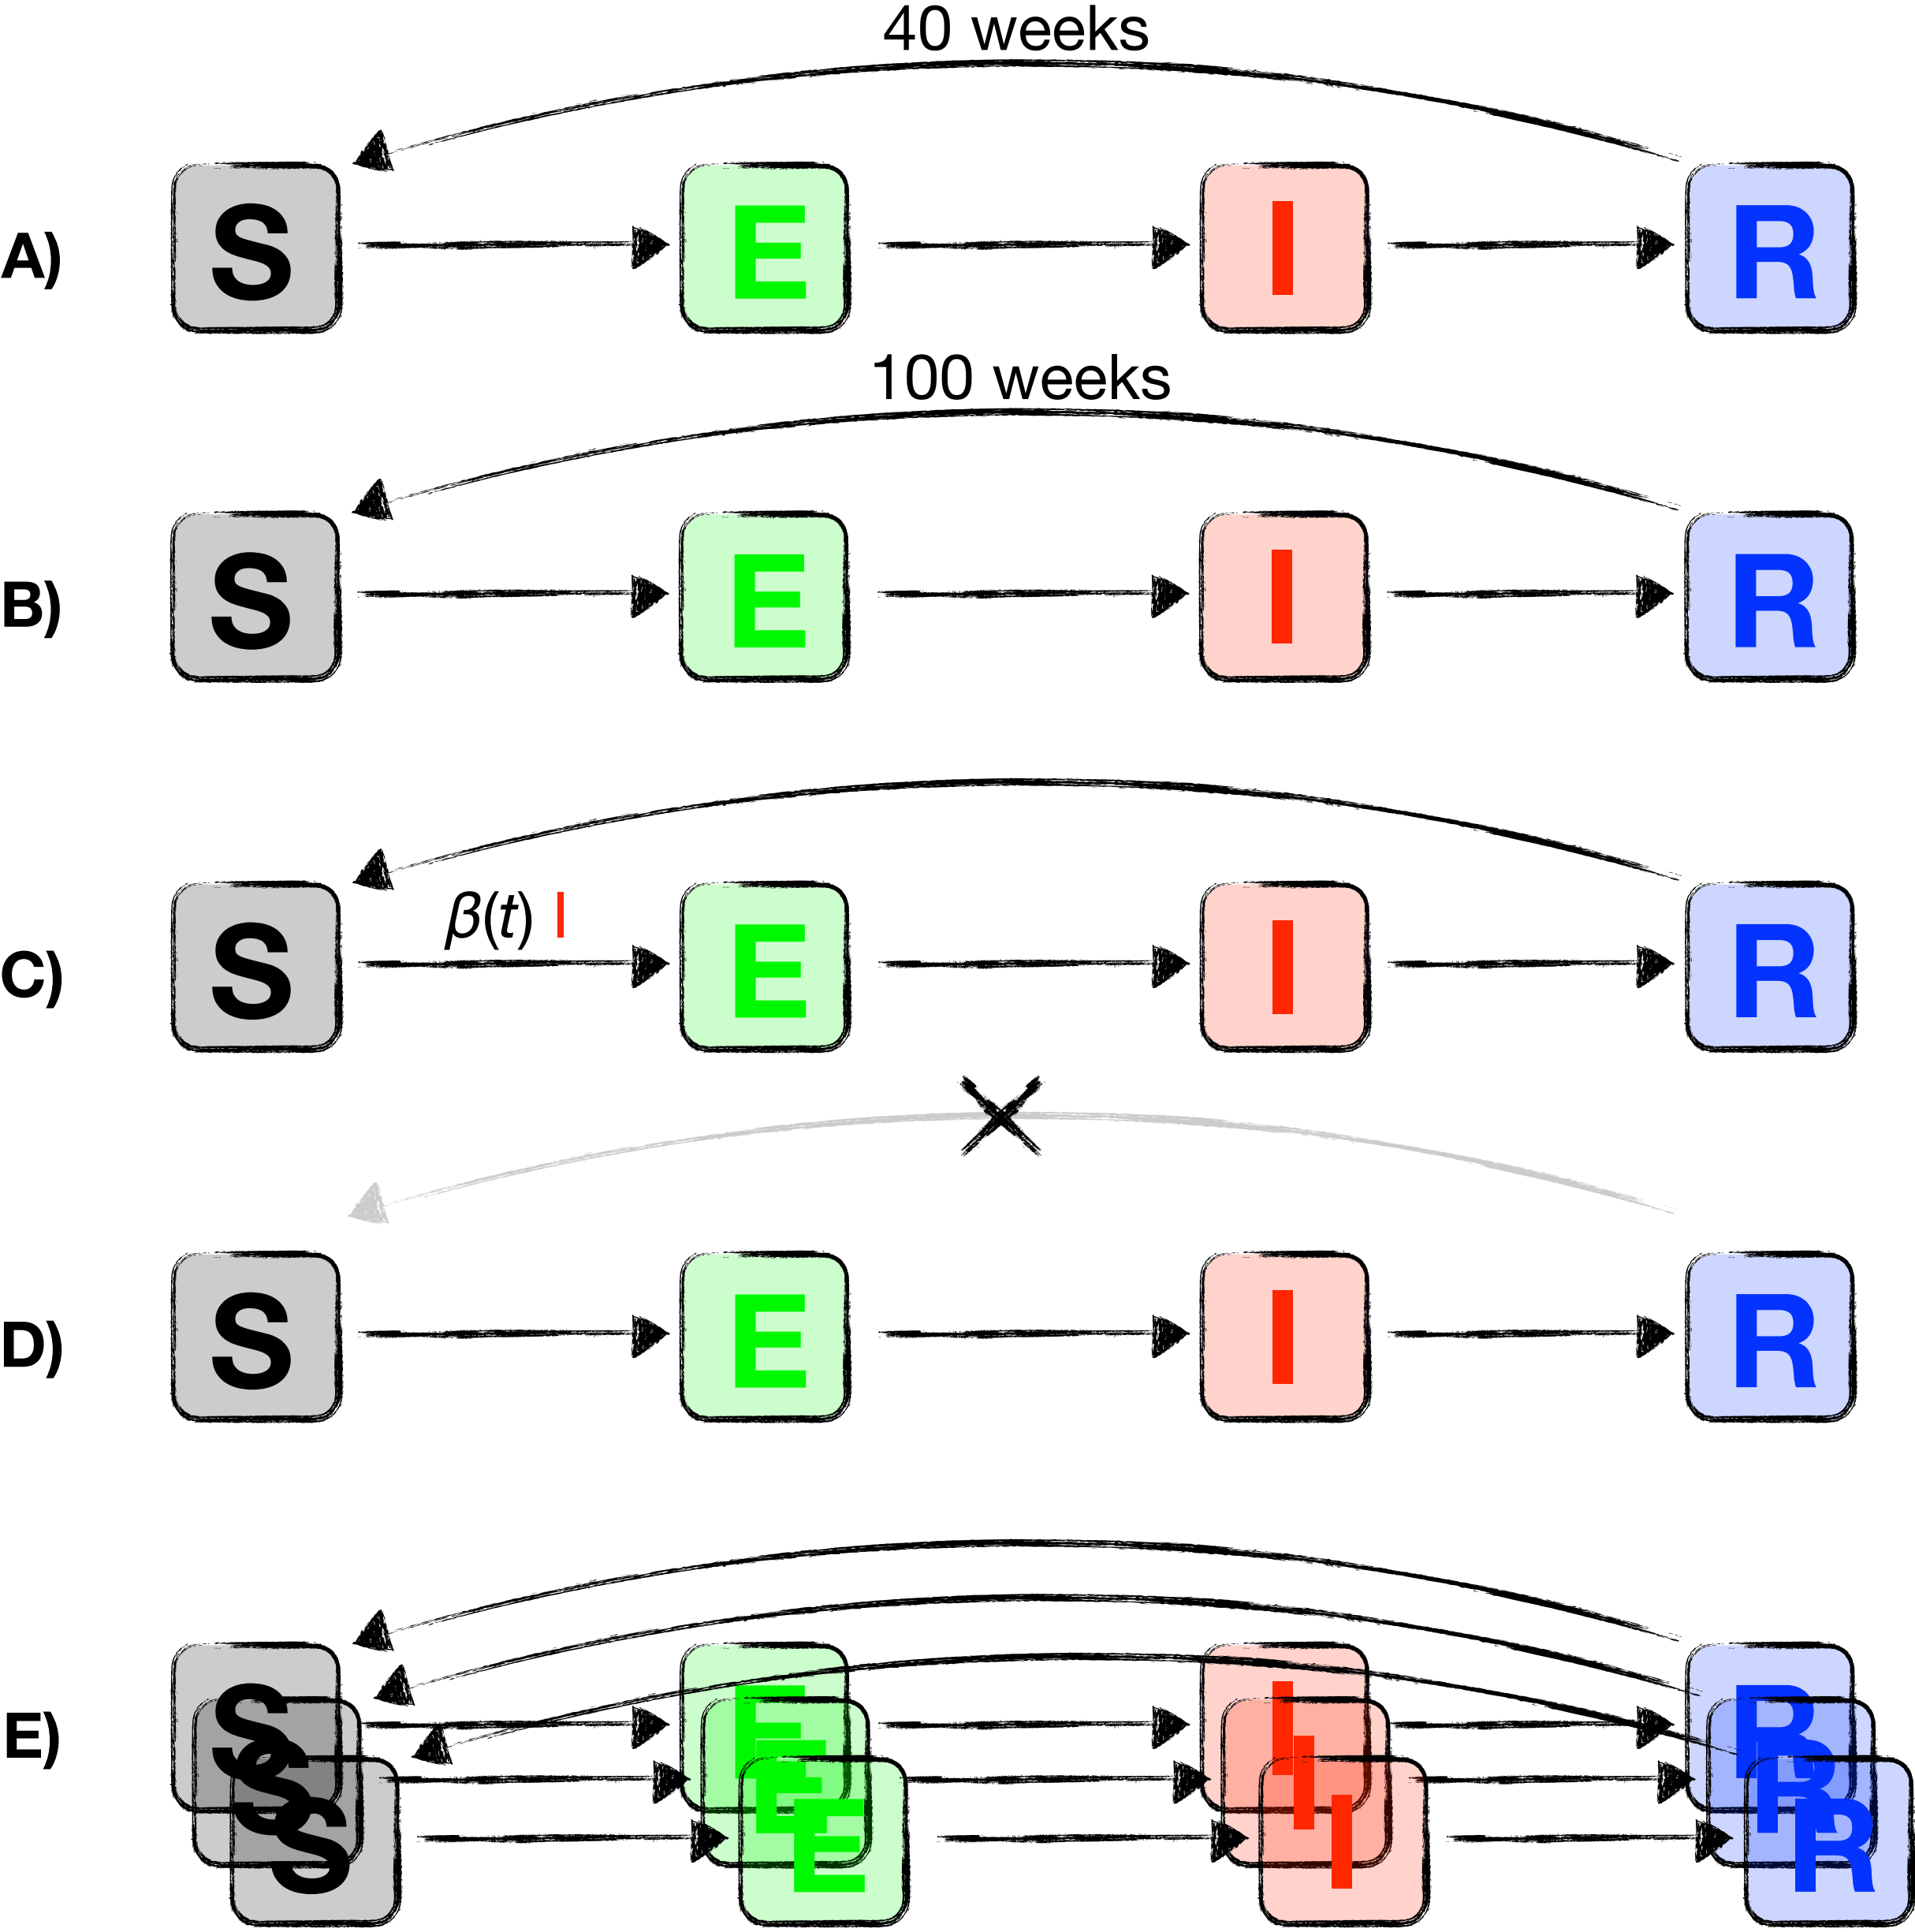 40 weeks
A) S E I R
100 weeks
B) S E I R
β(t) I
C) S E I R
D) S E I R
E) S E I R
S E I R
S E I R